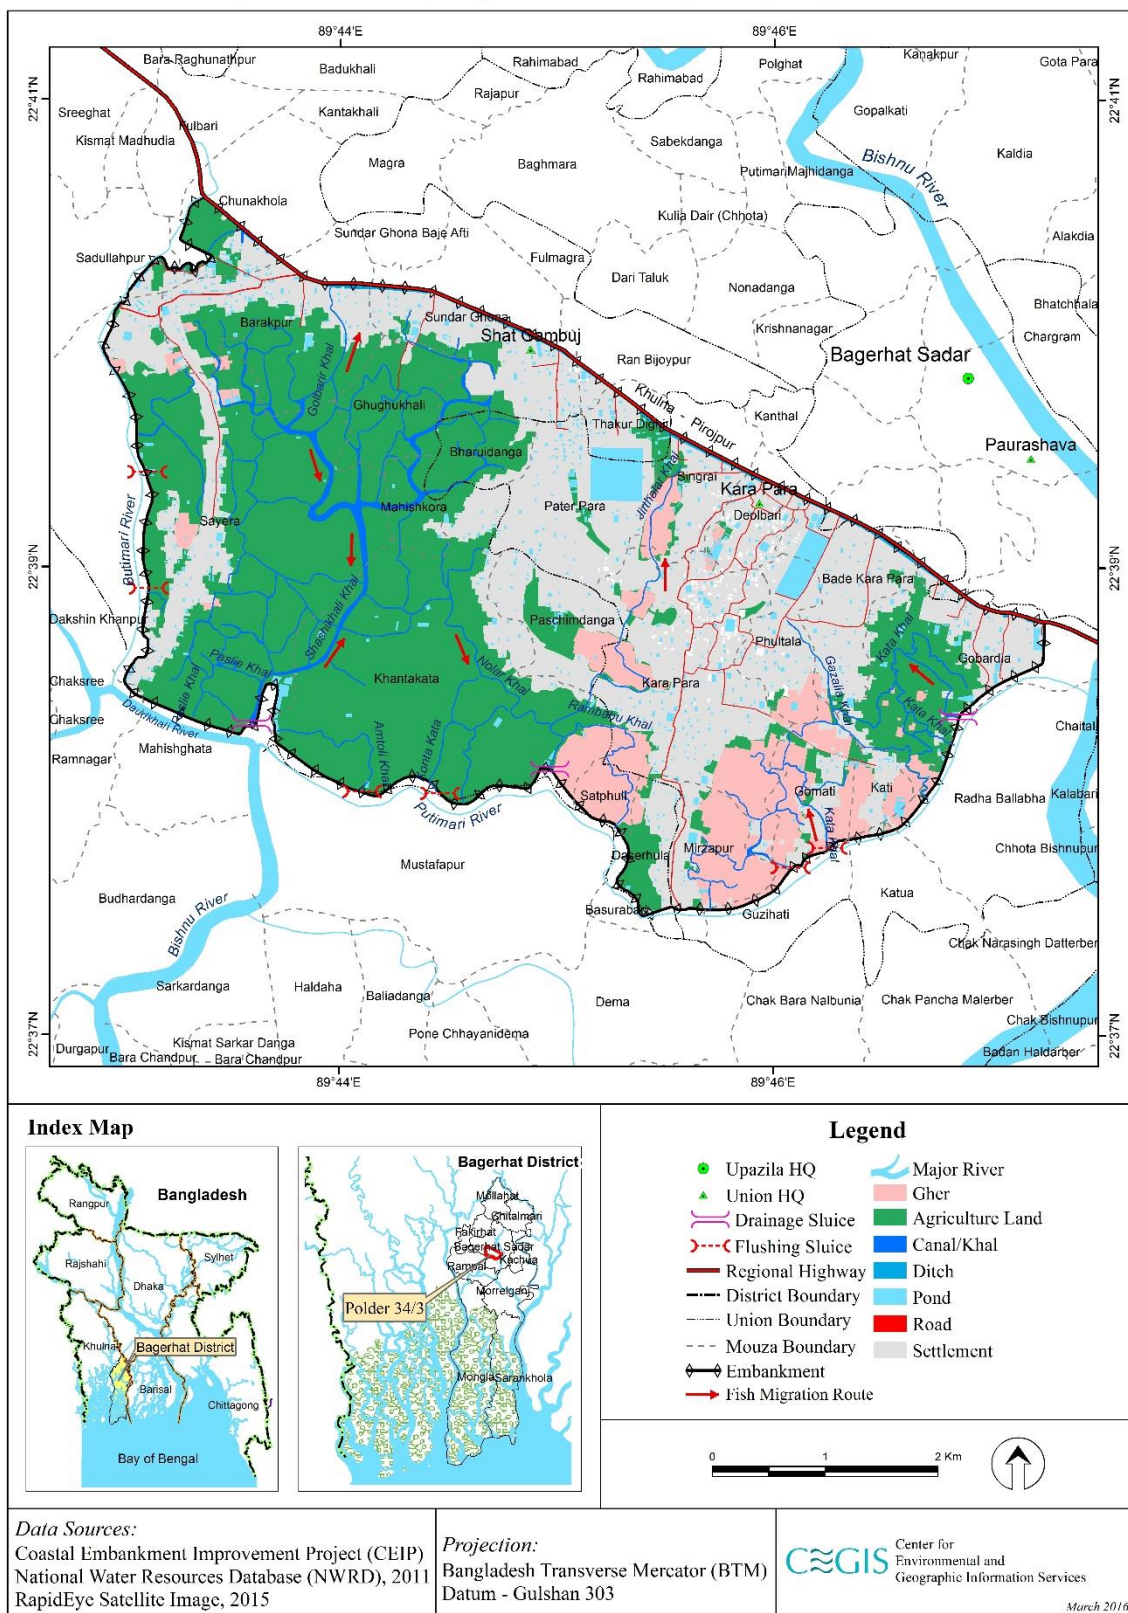 89°44'E
89°46'E
22°41'N
22°41'N
Bara Raghunathpur
Badukhali
Rahimabad
Rahimabad
Polghat
Kanakpur
Gota Para
Sreeghat
Kismat Madhudia
Fulbari
Kantakhali
Rajapur
Gopalkati
Magra
Baghmara
Sabekdanga
Putimari
Majhidanga
Bishnu River
Kaldia
Chunakhola
Sundar Ghona Baje Afti
Kulia Dair (Chhota)
Alakdia
Sadullahpur
Fulmagra
Dari Taluk
Nonadanga
Bhatchhala
Barakpur
Sundar Ghona
Shat Gambuj
Krishnanagar
Chargram
Golbarir Khal
Ran Bijoypur
Bagerhat Sadar
Ghughukhali
Khulna
Pirojpur
Kanthal
Thakur Dighir
Bharuidanga
Paurashava
Jirthatar Khal
Singrai
Kara Para
Deolbari
Mahishkora
Pater Para
Sayera
Putimari River
22°39'N
22°39'N
Bade Kara Para
Dakshin Khanpur
Shashikhali Khal
Paschimdanga
Phultala
Kata Khal
Gobardia
Paslie Khal
Paslie Khal
Nolar Khal
Khantakata
Kara Para
Gazalia Khal
Chaksree
Chaksree
Daudkhali River
Rambabu Khal
Kata Khal
Chaital
Ramnagar
Mahishghata
Amtoli Khal
Konta Kata
Putimari River
Satphuli
Gomati
Kati
Kata Khal
Radha Ballabha
Kalabari
Mustafapur
Daserhula
Mirzapur
Chhota Bishnupur
Budhardanga
Bishnu River
Basurabad
Guzihati
Katua
Chak Narasingh Datterber
Sarkardanga
Haldaha
Baliadanga
Dema
Chak Bara Nalbunia
Chak Pancha Malerber
Chak Bishnupur
Durgapur
Kismat Sarkar Danga
Bara Chandpur
Bara Chandpur
Pone Chhayanidema
Badan Haldarber
22°37'N
22°37'N
89°44'E
89°46'E
Index Map
Bangladesh
Rangpur
Rajshahi
Sylhet
Dhaka
Khulna
Bagerhat District
Barisal
Chittagong
Bay of Bengal
Bagerhat District
Mollahat
Chitalmari
Fakirhat
Bagerhat Sadar
Kachua
Rampal
Morrelganj
Polder 34/3
Mongla
Sarankhola
Legend
Upazila HQ
Union HQ
Drainage Sluice
Flushing Sluice
Regional Highway
District Boundary
Union Boundary
Mouza Boundary
Embankment
Fish Migration Route
Major River
Gher
Agriculture Land
Canal/Khal
Ditch
Pond
Road
Settlement
0 1 2 Km
Data Sources:
Coastal Embankment Improvement Project (CEIP)
National Water Resources Database (NWRD), 2011
RapidEye Satellite Image, 2015
Projection:
Bangladesh Transverse Mercator (BTM)
Datum - Gulshan 303
CEGIS
Center for
Environmental and
Geographic Information Services
March 2016